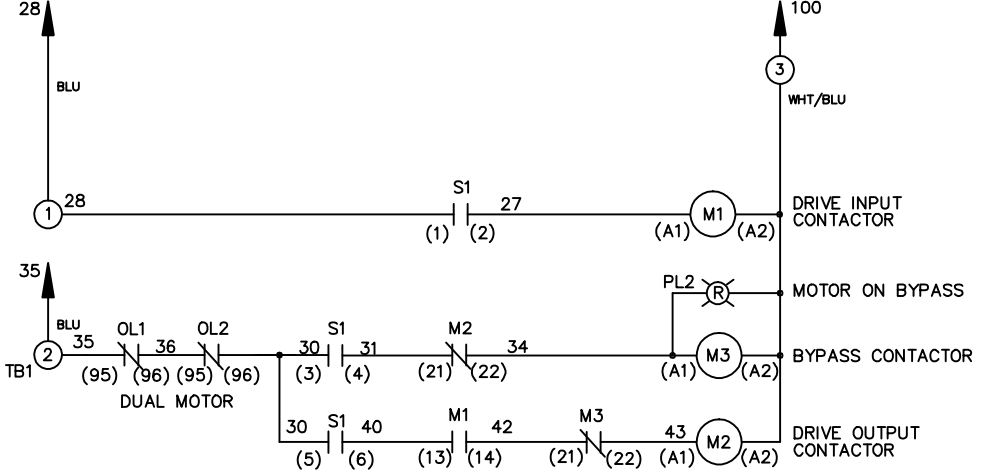 28
100
3
BLU
WHT/BLU
1
28
S1
27
M1
(1)
(2)
(A1)
(A2)
DRIVE INPUT
CONTACTOR
35
PL2
R
MOTOR ON BYPASS
BLU
2
TB1
35
OL1
36
OL2
(95)
(96)
(95)
(96)
DUAL MOTOR
30
S1
31
(3)
(4)
M2
34
(21)
(22)
M3
(A1)
(A2)
BYPASS CONTACTOR
30
S1
40
(5)
(6)
M1
42
(13)
(14)
M3
(21)
(22)
43
M2
(A1)
(A2)
DRIVE OUTPUT
CONTACTOR